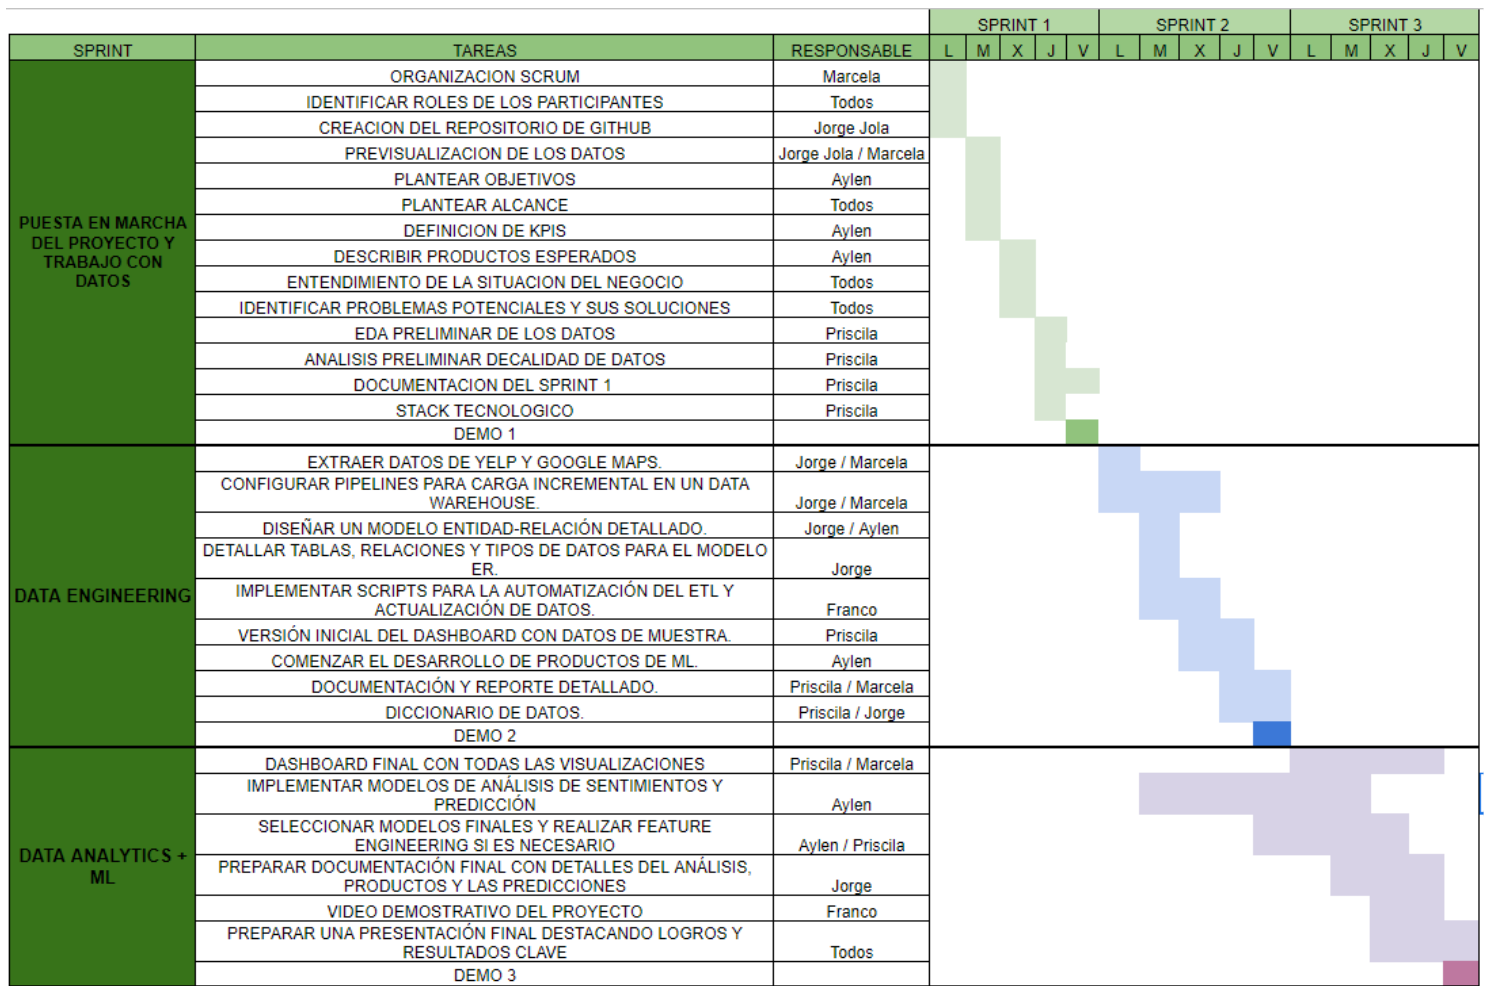 SPRINT 1 SPRINT 2 SPRINT 3
SPRINT TAREAS RESPONSABLE L M X J V L M X J V L M X J V
PUESTA EN MARCHA
DEL PROYECTO Y
TRABAJO CON
DATOS
ORGANIZACION SCRUM Marcela
IDENTIFICAR ROLES DE LOS PARTICIPANTES Todos
CREACION DEL REPOSITORIO DE GITHUB Jorge Jola
PREVISUALIZACION DE LOS DATOS Jorge Jola / Marcela
PLANTEAR OBJETIVOS Aylen
PLANTEAR ALCANCE Todos
DEFINICION DE KPIS Aylen
DESCRIBIR PRODUCTOS ESPERADOS Aylen
ENTENDIMIENTO DE LA SITUACION DEL NEGOCIO Todos
IDENTIFICAR PROBLEMAS POTENCIALES Y SUS SOLUCIONES Todos
EDA PRELIMINAR DE LOS DATOS Priscila
ANALISIS PRELIMINAR DECALIDAD DE DATOS Priscila
DOCUMENTACION DEL SPRINT 1 Priscila
STACK TECNOLOGICO Priscila
DEMO 1
DATA ENGINEERING
EXTRAER DATOS DE YELP Y GOOGLE MAPS. Jorge / Marcela
CONFIGURAR PIPELINES PARA CARGA INCREMENTAL EN UN DATA
WAREHOUSE. Jorge / Marcela
DISEÑAR UN MODELO ENTIDAD-RELACIÓN DETALLADO. Jorge / Aylen
DETALLAR TABLAS, RELACIONES Y TIPOS DE DATOS PARA EL MODELO
ER. Jorge
IMPLEMENTAR SCRIPTS PARA LA AUTOMATIZACIÓN DEL ETL Y
ACTUALIZACIÓN DE DATOS. Franco
VERSIÓN INICIAL DEL DASHBOARD CON DATOS DE MUESTRA. Priscila
COMENZAR EL DESARROLLO DE PRODUCTOS DE ML. Aylen
DOCUMENTACIÓN Y REPORTE DETALLADO. Priscila / Marcela
DICCIONARIO DE DATOS. Priscila / Jorge
DEMO 2
DATA ANALYTICS +
ML
DASHBOARD FINAL CON TODAS LAS VISUALIZACIONES Priscila / Marcela
IMPLEMENTAR MODELOS DE ANÁLISIS DE SENTIMIENTOS Y
PREDICCIÓN Aylen
SELECCIONAR MODELOS FINALES Y REALIZAR FEATURE
ENGINEERING SI ES NECESARIO Aylen / Priscila
PREPARAR DOCUMENTACIÓN FINAL CON DETALLES DEL ANÁLISIS,
PRODUCTOS Y LAS PREDICCIONES Jorge
VIDEO DEMOSTRATIVO DEL PROYECTO Franco
PREPARAR UNA PRESENTACIÓN FINAL DESTACANDO LOGROS Y
RESULTADOS CLAVE Todos
DEMO 3